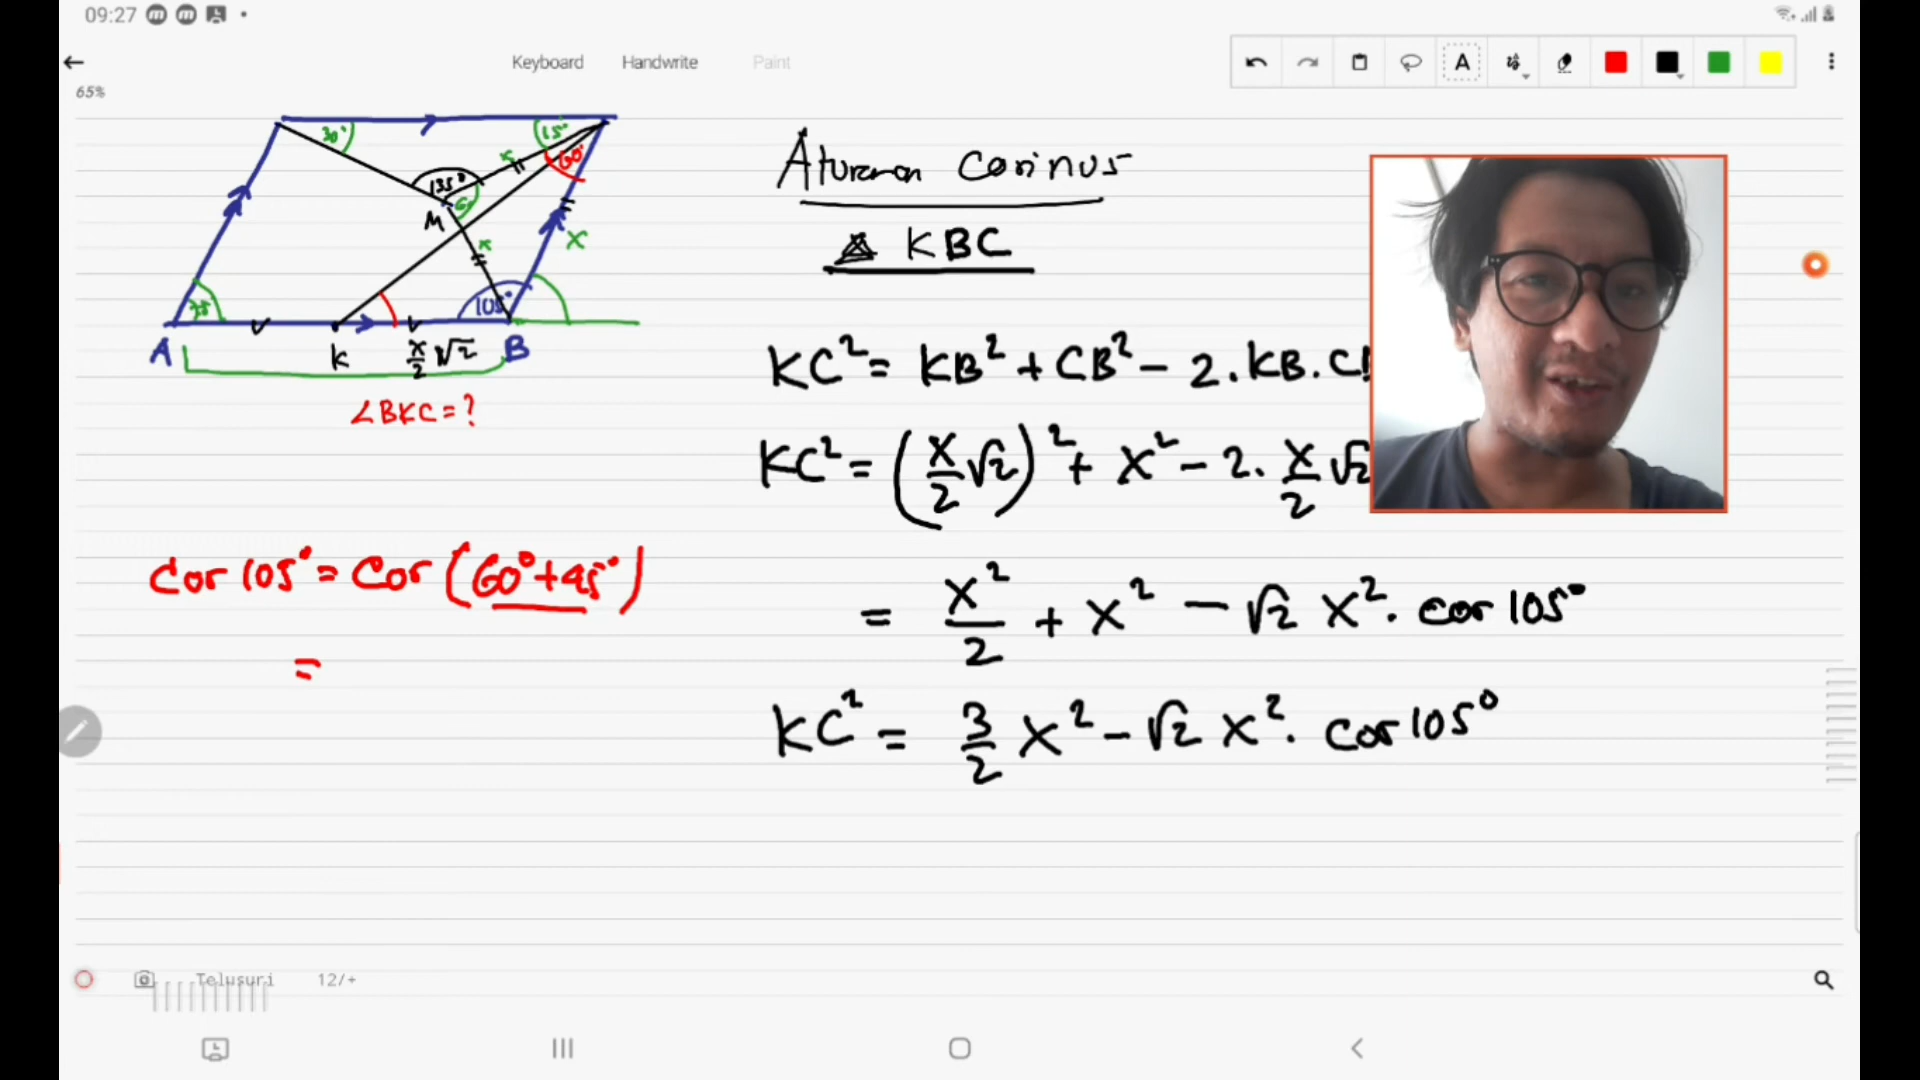 09:27
Keyboard Handwrite Paint
A
65%
30° 15° 60°
135° x
M 60
x x
75 105°
A K x/2 √2 B
∠BKC = ?
Aturan Cosinus
△ KBC
KC² = KB² + CB² - 2. KB. C
KC² = (x/2 √2)² + x² - 2. x/2 √2
= x²/2 + x² - √2 x². cos 105°
KC² = 3/2 x² - √2 x². cos 105°
cos 105° = cos (60° + 45°)
=
Telusuri 12/+